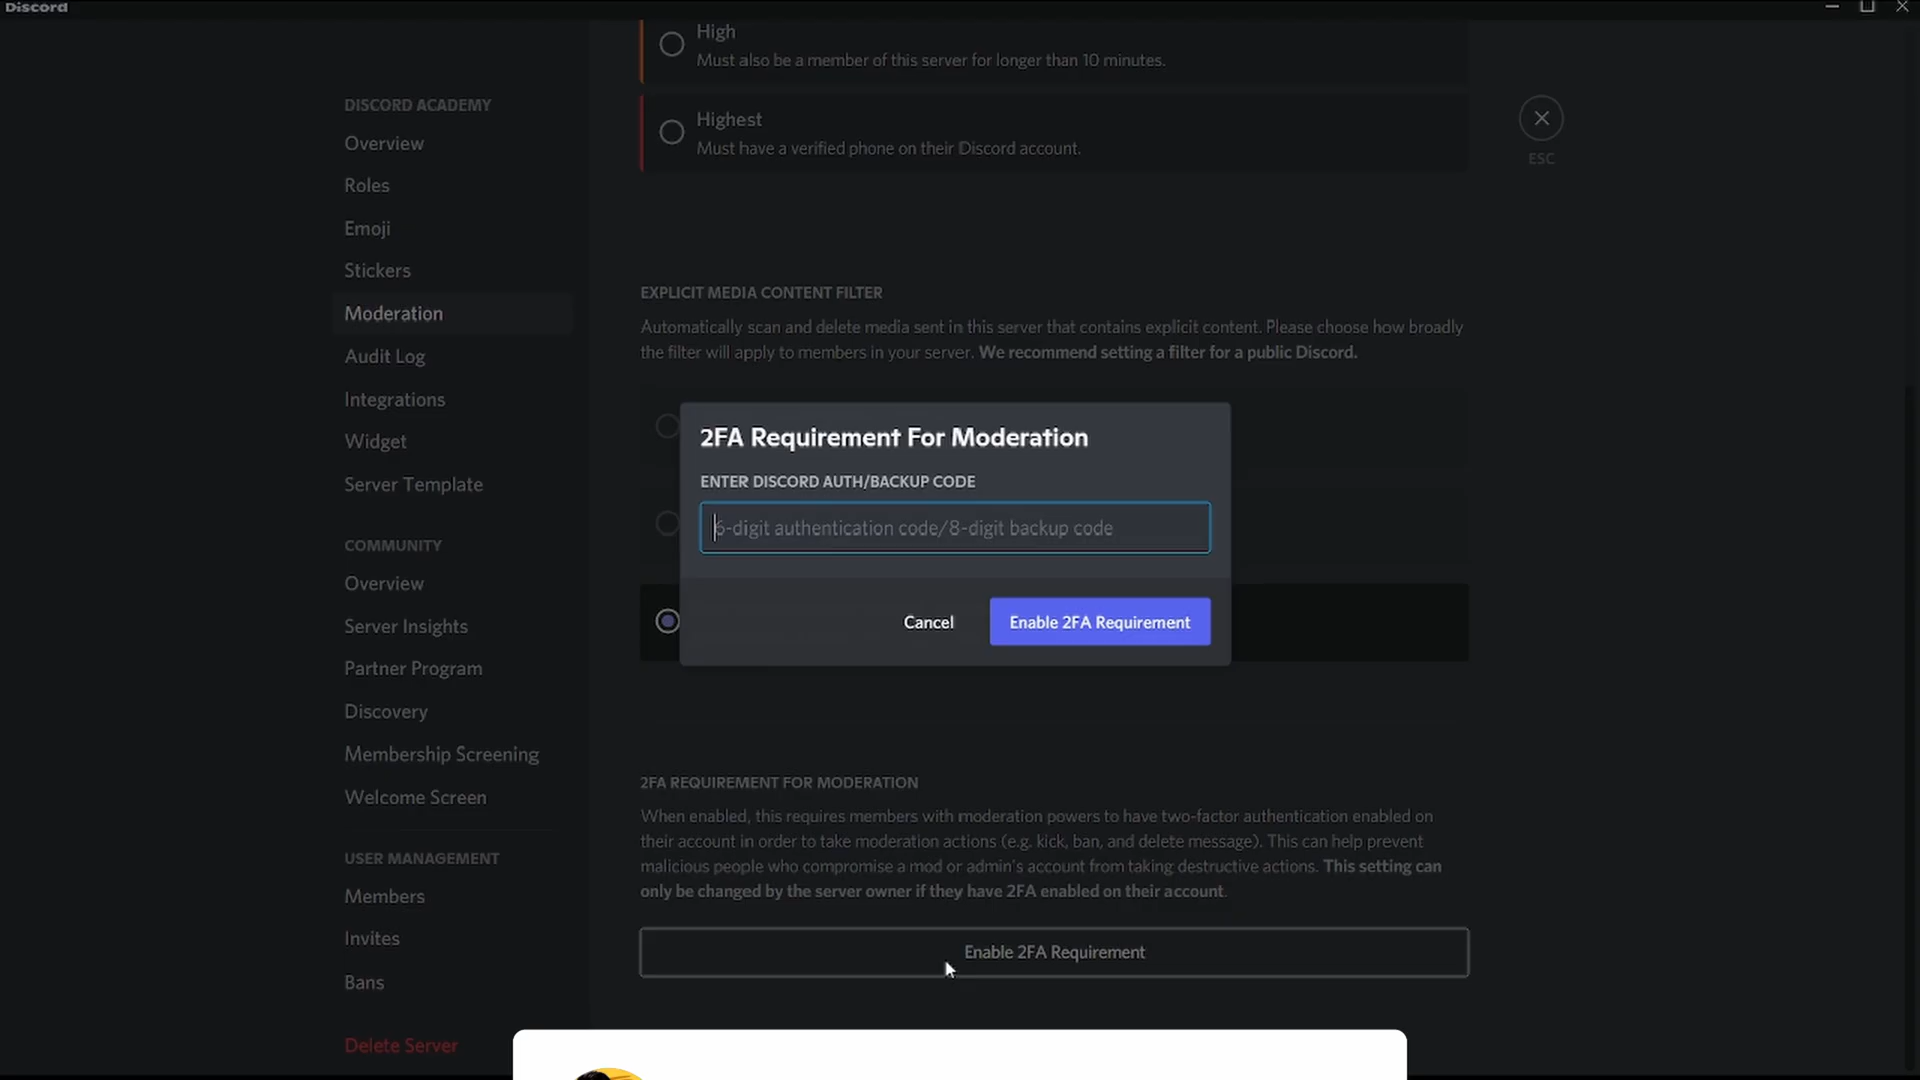 Discord
DISCORD ACADEMY
Overview
Roles
Emoji
Stickers
Moderation
Audit Log
Integrations
Widget
Server Template
COMMUNITY
Overview
Server Insights
Partner Program
Discovery
Membership Screening
Welcome Screen
USER MANAGEMENT
Members
Invites
Bans
Delete Server
High
Must also be a member of this server for longer than 10 minutes.
Highest
Must have a verified phone on their Discord account.
ESC
EXPLICIT MEDIA CONTENT FILTER
Automatically scan and delete media sent in this server that contains explicit content. Please choose how broadly
the filter will apply to members in your server. We recommend setting a filter for a public Discord.
2FA Requirement For Moderation
ENTER DISCORD AUTH/BACKUP CODE
6-digit authentication code/8-digit backup code
Cancel
Enable 2FA Requirement
2FA REQUIREMENT FOR MODERATION
When enabled, this requires members with moderation powers to have two-factor authentication enabled on
their account in order to take moderation actions (e.g. kick, ban, and delete message). This can help prevent
malicious people who compromise a mod or admin's account from taking destructive actions. This setting can
only be changed by the server owner if they have 2FA enabled on their account.
Enable 2FA Requirement